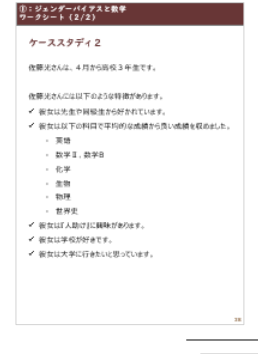 ②：ジェンダーバイアスと数学
ワークシート（2/2）
ケーススタディ２
佐藤光さんは、４月から高校３年生です。
佐藤光さんには以下のような特徴があります。
✓ 彼女は先生や同級生から好かれています。
✓ 彼女は以下の科目で平均的な成績から良い成績を収めました。
◦ 英語
◦ 数学Ⅱ、数学B
◦ 化学
◦ 生物
◦ 物理
◦ 世界史
✓ 彼女は「人助け」に興味があります。
✓ 彼女は学校が好きです。
✓ 彼女は大学に行きたいと思っています。